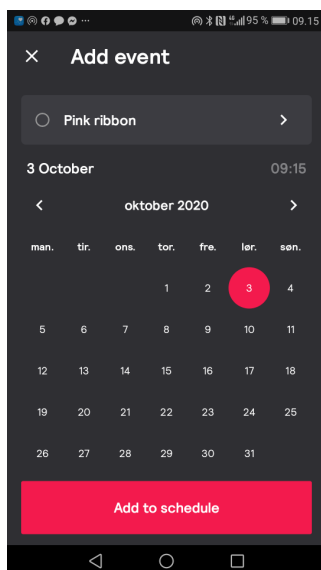 95 % 09.15
Add event
Pink ribbon
3 October 09:15
oktober 2020
man. tir. ons. tor. fre. lør. søn.
1 2 3 4
5 6 7 8 9 10 11
12 13 14 15 16 17 18
19 20 21 22 23 24 25
26 27 28 29 30 31
Add to schedule